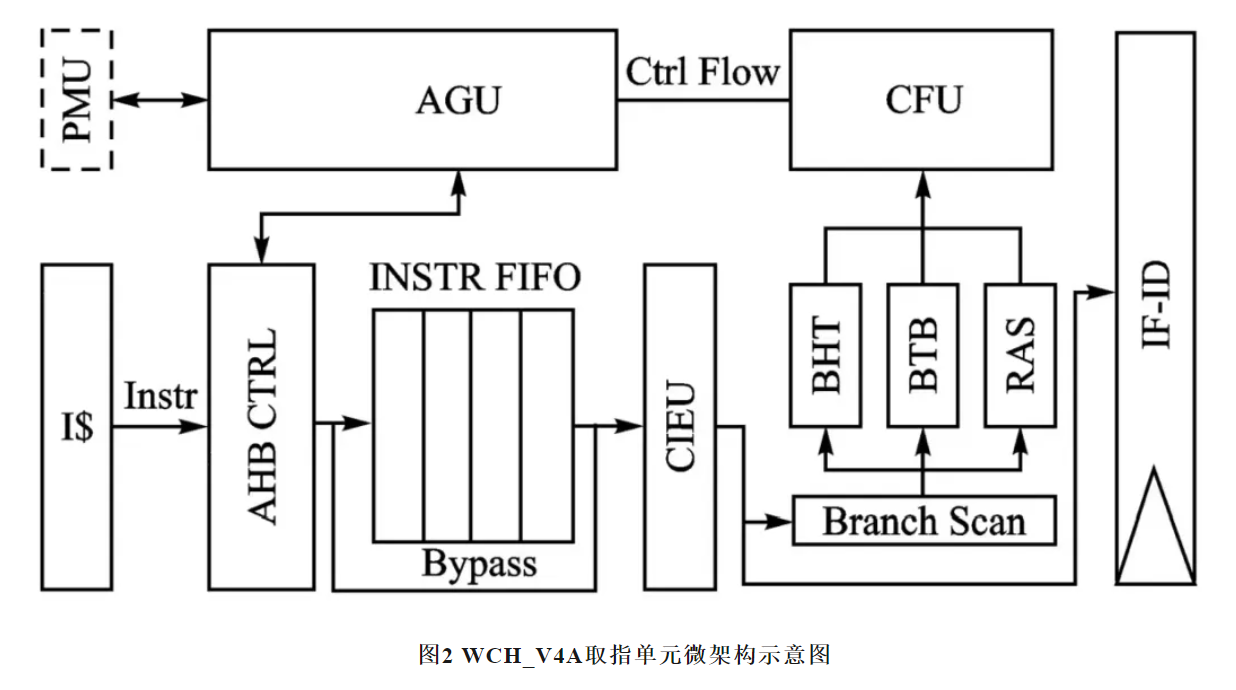 PMU
AGU
Ctrl Flow
CFU
I$
Instr
AHB CTRL
INSTR FIFO
Bypass
CIEU
BHT
BTB
RAS
Branch Scan
IF-ID
图2 WCH_V4A取指单元微架构示意图